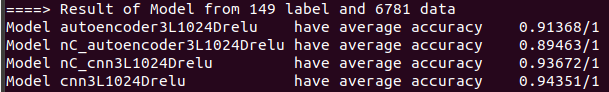 ====> Result of Model from 149 label and 6781 data
Model autoencoder3L1024Drelu have average accuracy 0.91368/1
Model nC_autoencoder3L1024Drelu have average accuracy 0.89463/1
Model nC_cnn3L1024Drelu have average accuracy 0.93672/1
Model cnn3L1024Drelu have average accuracy 0.94351/1